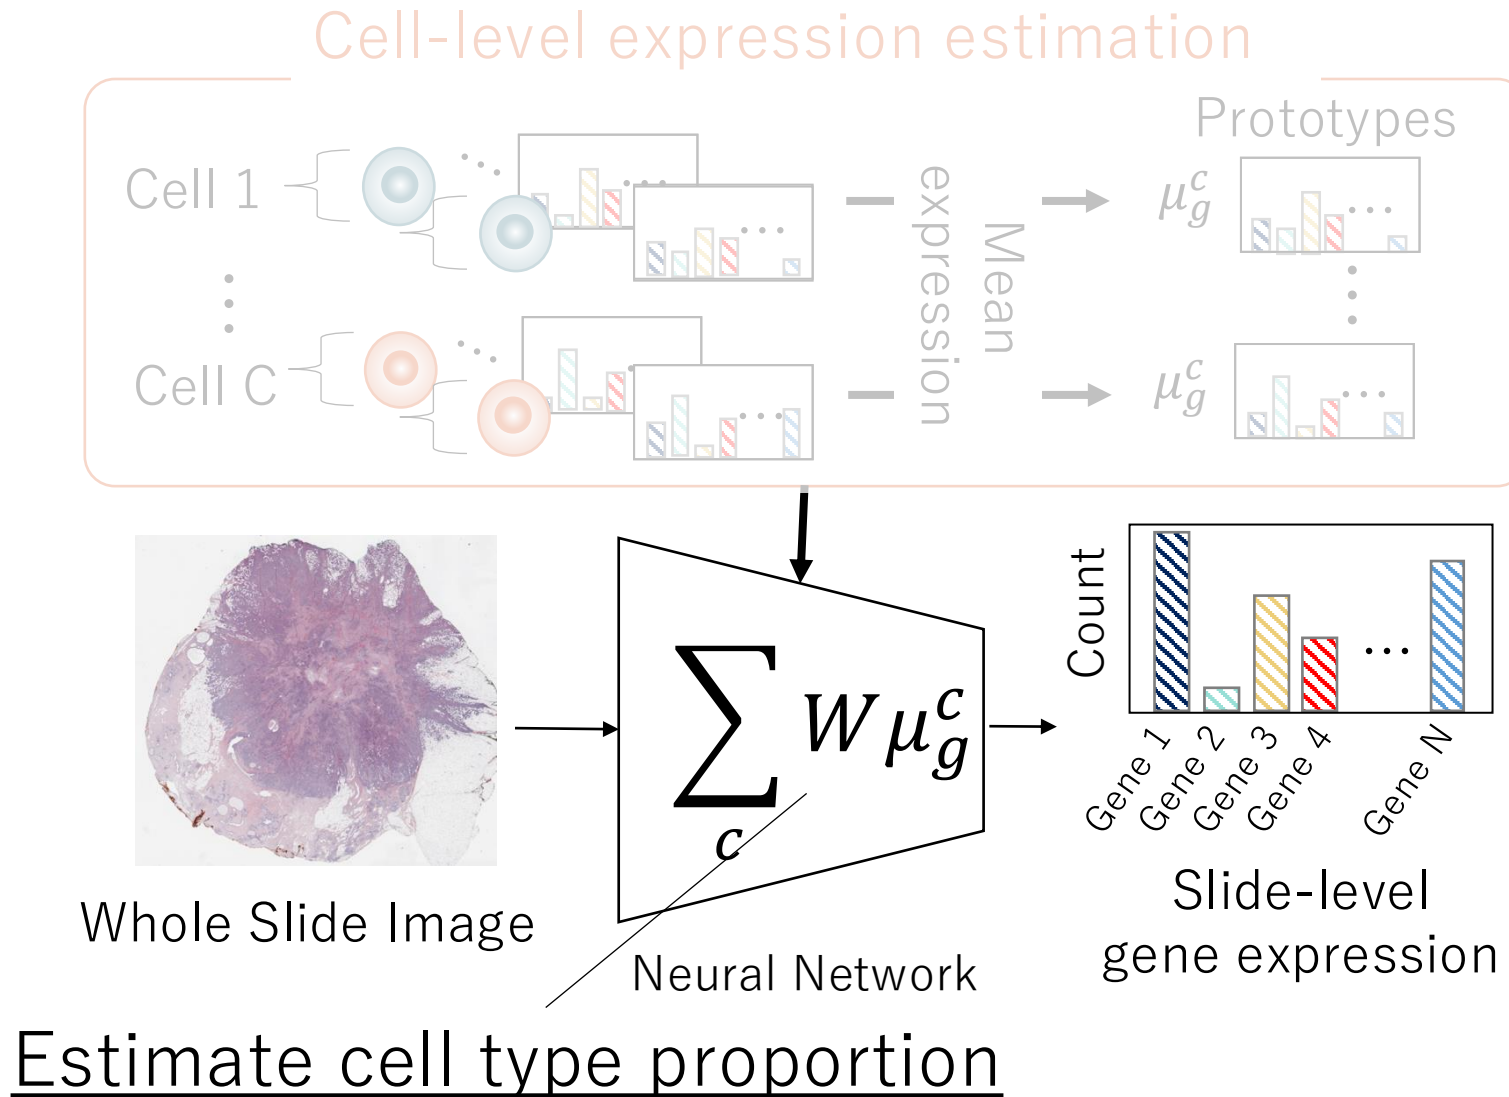 Cell-level expression estimation
Prototypes
Cell 1
Mean
expression
μ_g^c
Cell C
μ_g^c
∑_c W μ_g^c
Count
Gene 1
Gene 2
Gene 3
Gene 4
...
Gene N
Whole Slide Image
Neural Network
Slide-level
gene expression
Estimate cell type proportion